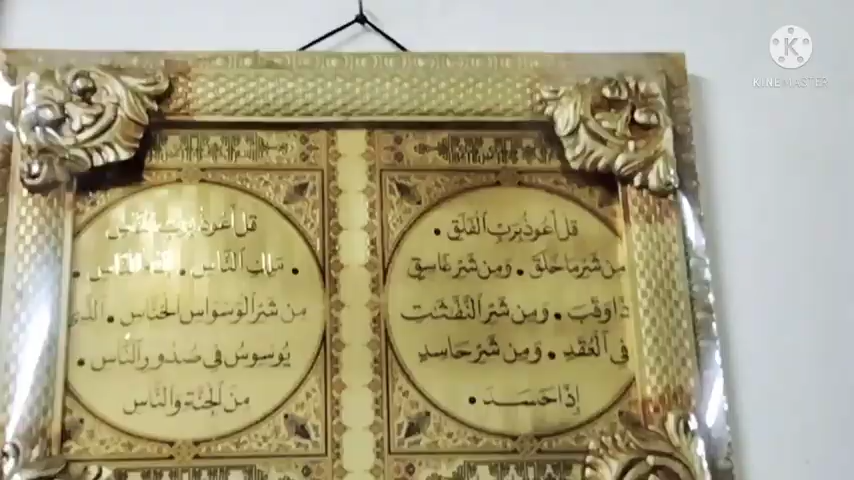 قل أعوذ برب الفلق •
من شر ما خلق • ومن شر غاسق
ذا وقب • ومن شر النفثت
في العقد • ومن شر حاسد
إذا حسد •
قل أعوذ برب الناس
• ملك الناس • إله الناس •
من شر الوسواس الخناس • الذي
يوسوس في صدور الناس •
من الجنة والناس
KINEMASTER